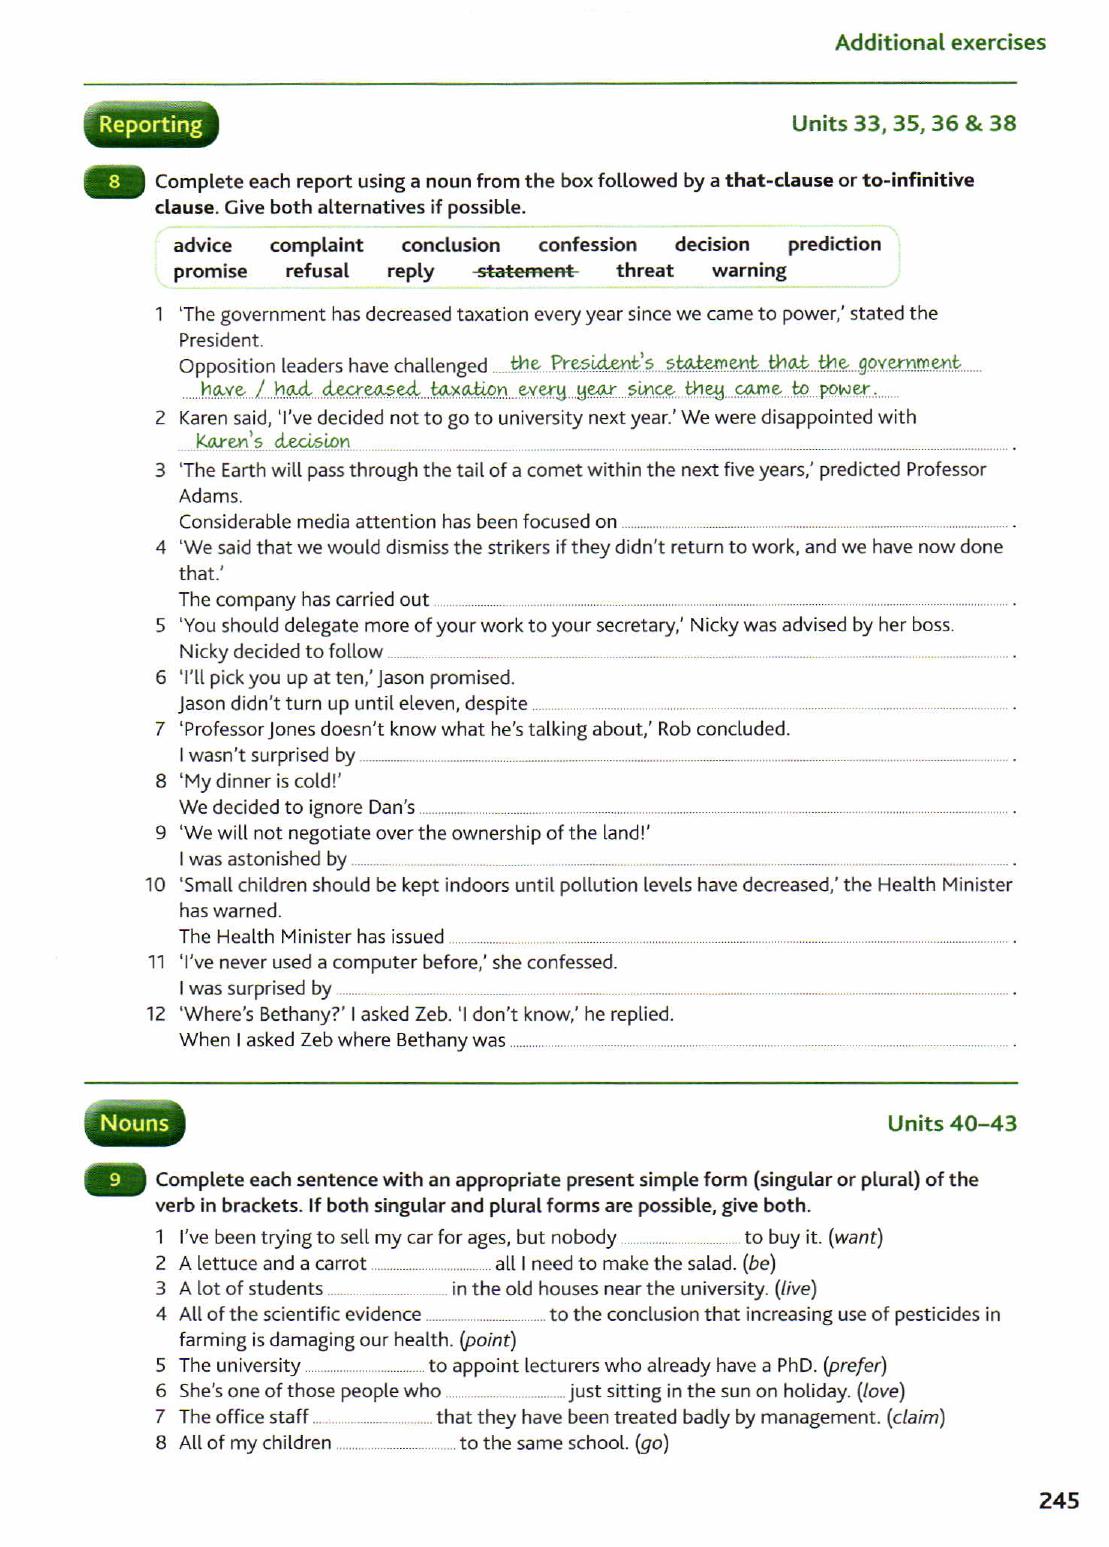 Additional exercises
Reporting
Units 33, 35, 36 & 38
8 Complete each report using a noun from the box followed by a that-clause or to-infinitive
clause. Give both alternatives if possible.
advice complaint conclusion confession decision prediction
promise refusal reply statement threat warning
1 'The government has decreased taxation every year since we came to power,' stated the
President.
Opposition leaders have challenged the President's statement that the government
have / had decreased taxation every year since they came to power.
2 Karen said, 'I've decided not to go to university next year.' We were disappointed with
Karen's decision .
3 'The Earth will pass through the tail of a comet within the next five years,' predicted Professor
Adams.
Considerable media attention has been focused on .
4 'We said that we would dismiss the strikers if they didn't return to work, and we have now done
that.'
The company has carried out .
5 'You should delegate more of your work to your secretary,' Nicky was advised by her boss.
Nicky decided to follow .
6 'I'll pick you up at ten,' Jason promised.
Jason didn't turn up until eleven, despite .
7 'Professor Jones doesn't know what he's talking about,' Rob concluded.
I wasn't surprised by .
8 'My dinner is cold!'
We decided to ignore Dan's .
9 'We will not negotiate over the ownership of the land!'
I was astonished by .
10 'Small children should be kept indoors until pollution levels have decreased,' the Health Minister
has warned.
The Health Minister has issued .
11 'I've never used a computer before,' she confessed.
I was surprised by .
12 'Where's Bethany?' I asked Zeb. 'I don't know,' he replied.
When I asked Zeb where Bethany was .
Nouns
Units 40–43
9 Complete each sentence with an appropriate present simple form (singular or plural) of the
verb in brackets. If both singular and plural forms are possible, give both.
1 I've been trying to sell my car for ages, but nobody to buy it. (want)
2 A lettuce and a carrot all I need to make the salad. (be)
3 A lot of students in the old houses near the university. (live)
4 All of the scientific evidence to the conclusion that increasing use of pesticides in
farming is damaging our health. (point)
5 The university to appoint lecturers who already have a PhD. (prefer)
6 She's one of those people who just sitting in the sun on holiday. (love)
7 The office staff that they have been treated badly by management. (claim)
8 All of my children to the same school. (go)
245